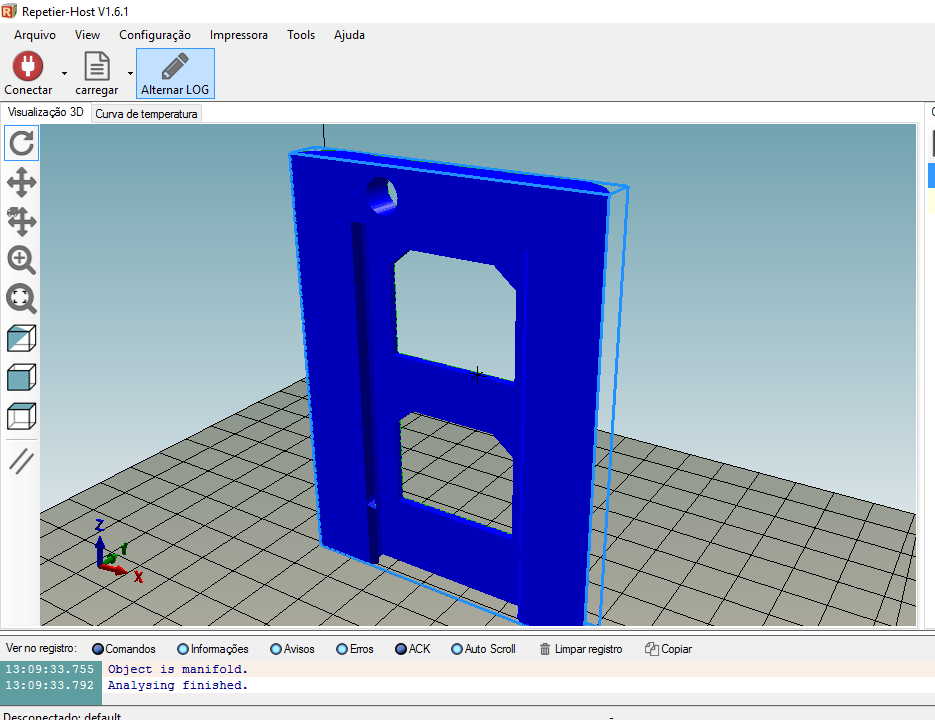 Repetier-Host V1.6.1
Arquivo View Configuração Impressora Tools Ajuda
Conectar carregar Alternar LOG
Visualização 3D Curva de temperatura
Z
Y
X
Ver no registro: Comandos Informações Avisos Erros ACK Auto Scroll Limpar registro Copiar
13:09:33.755 Object is manifold.
13:09:33.792 Analysing finished.
Desconectado: default